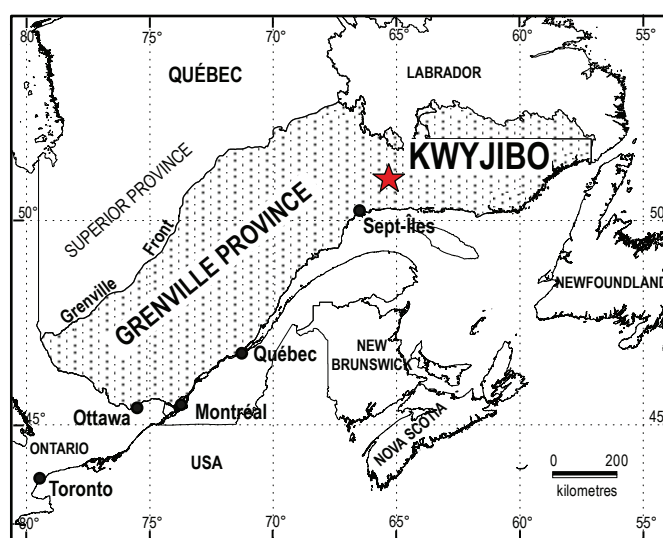 80° 75° 70° 65° 60° 55°
QUÉBEC
LABRADOR
KWYJIBO
SUPERIOR PROVINCE
Grenville Front
GRENVILLE PROVINCE
50° 50°
Sept-Îles
NEWFOUNDLAND
Québec
NEW
BRUNSWICK
Ottawa
Montréal
45° 45°
ONTARIO
USA
NOVA SCOTIA
Toronto
0 200
kilometres
80° 75° 70° 65° 60° 55°